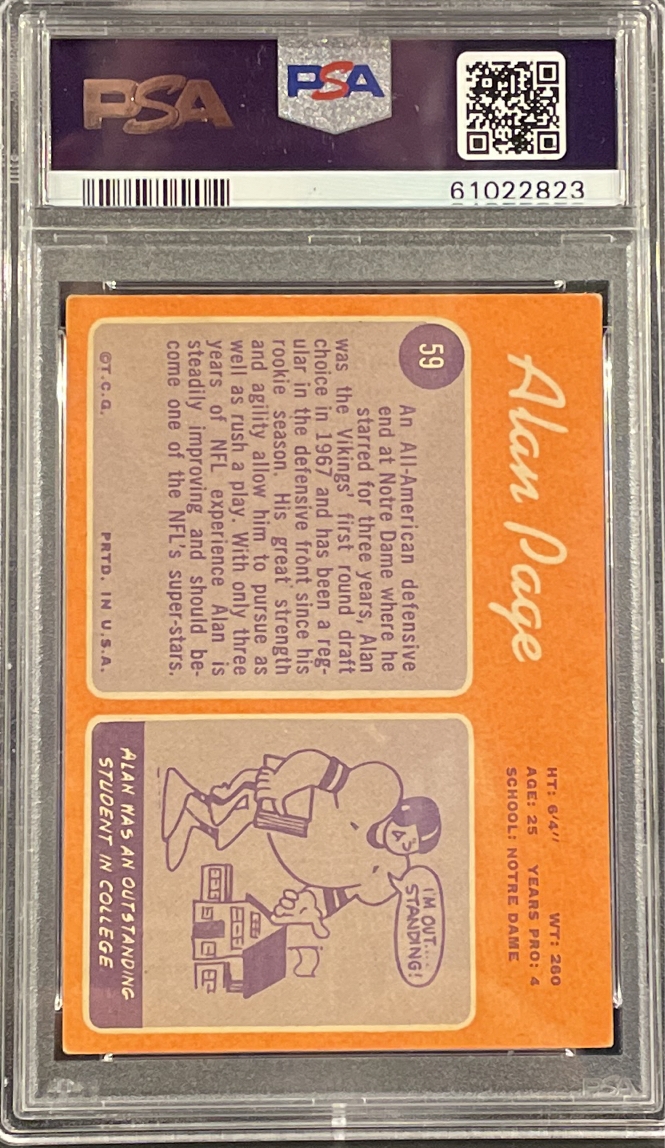 PSA
PSA
61022823
Alan Page
HT: 6'4" WT: 260
AGE: 25 YEARS PRO: 4
SCHOOL: NOTRE DAME
59
An All-American defensive
end at Notre Dame where he
starred for three years, Alan
was the Vikings' first round draft
choice in 1967 and has been a reg-
ular in the defensive front since his
rookie season. His great strength
and agility allow him to pursue as
well as rush a play. With only three
years of NFL experience Alan is
steadily improving and should be-
come one of the NFL's super-stars.
©T.C.G. PRTD. IN U.S.A.
I'M OUT....
STANDING!
ALAN WAS AN OUTSTANDING
STUDENT IN COLLEGE
PSA